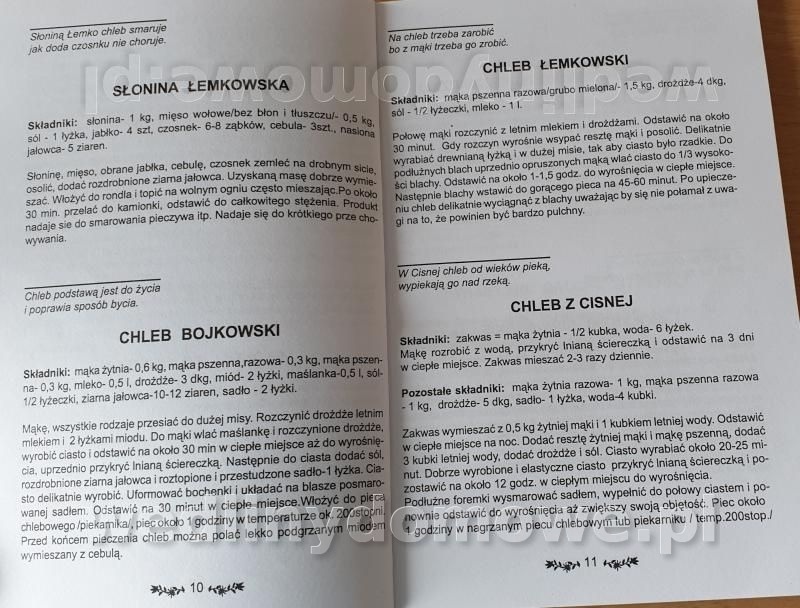 Słoniną Łemko chleb smaruje
jak doda czosnku nie choruje.
SŁONINA ŁEMKOWSKA
Składniki: słonina- 1 kg, mięso wołowe/bez błon i tłuszczu/- 0,5 kg,
sól - 1 łyżka, jabłko- 4 szt, czosnek- 6-8 ząbków, cebula- 3szt., nasiona
jałowca- 5 ziaren.
Słoninę, mięso, obrane jabłka, cebulę, czosnek zemleć na drobnym sicie,
osolić, dodać rozdrobnione ziarna jałowca. Uzyskaną masę dobrze wymie-
szać. Włożyć do rondla i topić na wolnym ogniu często mieszając.Po około
30 min. przelać do kamionki, odstawić do całkowitego stężenia. Produkt
nadaje sie do smarowania pieczywa itp. Nadaje się do krótkiego prze cho-
wywania.
Chleb podstawą jest do życia
i poprawia sposób bycia.
CHLEB BOJKOWSKI
Składniki: mąka żytnia- 0,6 kg, mąka pszenna,razowa- 0,3 kg, mąka pszen-
na- 0,3 kg, mleko- 0,5 l, drożdże- 3 dkg, miód- 2 łyżki, maślanka-0,5 l, sól-
1/2 łyżeczki, ziarna jałowca-10-12 ziaren, sadło - 2 łyżki.
Mąkę, wszystkie rodzaje przesiać do dużej misy. Rozczynić drożdże letnim
mlekiem i 2 łyżkami miodu. Do mąki wlać maślankę i rozczynione drożdże,
wyrobić ciasto i odstawić na około 30 min w ciepłe miejsce aż do wyrośnię-
cia, uprzednio przykryć lnianą ściereczką. Następnie do ciasta dodać sól,
rozdrobnione ziarna jałowca i roztopione i przestudzone sadło-1 łyżka. Cia-
sto delikatnie wyrobić. Uformować bochenki układać na blasze posmaro-
wanej sadłem. Odstawić na 30 minut w ciepłe miejsce.Włożyć do pieca
chlebowego/piekarnika/, piec około 1 godziny w temperaturze ok. 200stopni.
Przed końcem pieczenia chleb można polać lekko podgrzanym miodem
wymieszany z cebulą.
10
Na chleb trzeba zarobić
bo z mąki trzeba go zrobić.
CHLEB ŁEMKOWSKI
Składniki: mąka pszenna razowa/grubo mielona/- 1,5 kg, drożdże-4 dkg,
sól - 1/2 łyżeczki, mleko - 1 l.
Połowę mąki rozczynić z letnim mlekiem i drożdżami. Odstawić na około
30 minut. Gdy rozczyn wyrośnie wsypać resztę mąki i posolić. Delikatnie
wyrabiać drewnianą łyżką i w dużej misie, tak aby ciasto było rzadkie. Do
podłużnych blach uprzednio oprusz­onych mąką wlać ciasto do 1/3 wysoko-
ści blachy. Odstawić na około 1-1,5 godz. do wyrośnięcia w ciepłe miejsce.
Następnie blachy wstawić do gorącego pieca na 45-60 minut. Po upiecze-
niu chleb delikatnie wyciągnąć z blachy uważając by się nie połamał z uwa-
gi na to, że powinien być bardzo pulchny.
W Cisnej chleb od wieków pieką,
wypiekają go nad rzeką.
CHLEB Z CISNEJ
Składniki: zakwas = mąka żytnia - 1/2 kubka, woda- 6 łyżek.
Mąkę rozrobić z wodą, przykryć lnianą ściereczką i odstawić na 3 dni
w ciepłe miejsce. Zakwas mieszać 2-3 razy dziennie.
Pozostałe składniki: mąka żytnia razowa- 1 kg, mąka pszenna razowa
- 1 kg, drożdże- 5 dkg, sadło- 1 łyżka, woda-4 kubki.
Zakwas wymieszać z 0,5 kg żytniej mąki i 1 kubkiem letniej wody. Odstawić
w ciepłe miejsce na noc. Dodać resztę żytniej mąki i mąkę pszenną, dodać
3 kubki letniej wody, dodać drożdże i sól. Ciasto wyrabiać około 20-25 mi-
nut. Dobrze wyrobione i elastyczne ciasto przykryć lnianą ściereczką i po-
zostawić na około 12 godz. w ciepłym miejscu do wyrośnięcia.
Podłużne foremki wysmarować sadłem, wypełnić do połowy ciastem i po-
nownie odstawić do wyrośnięcia aż zwiększy swoją objętość. Piec około
1 godziny w nagrzanym piecu chlebowym lub piekarniku / temp.200stop./
11
wedlinydomowe.pl
wedlinydomowe.pl